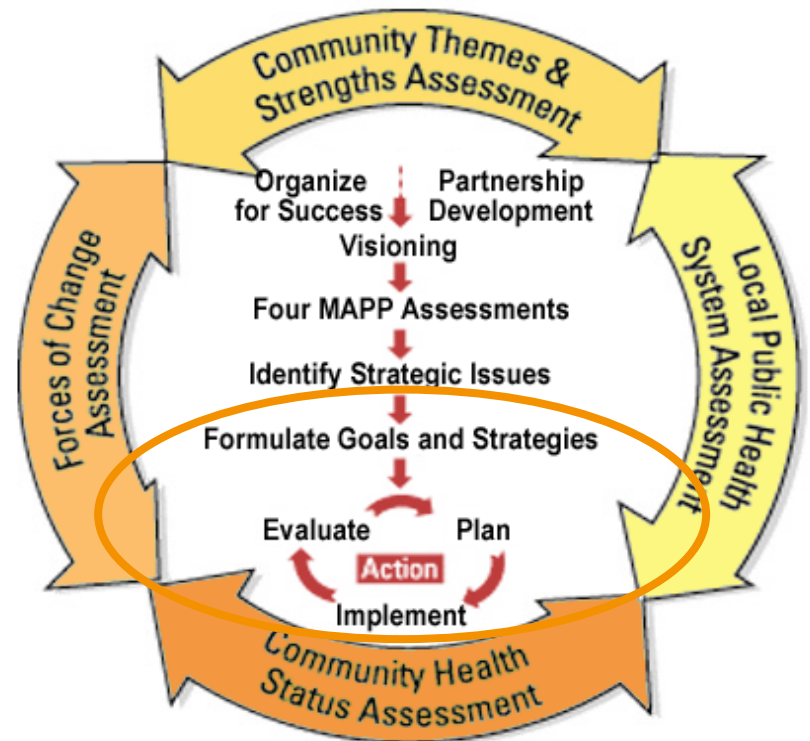 Community Themes &
Strengths Assessment
Organize
for Success
Partnership
Development
Visioning
Four MAPP Assessments
Identify Strategic Issues
Formulate Goals and Strategies
Evaluate
Plan
Action
Implement
Forces of Change
Assessment
Local Public Health
System Assessment
Community Health
Status Assessment